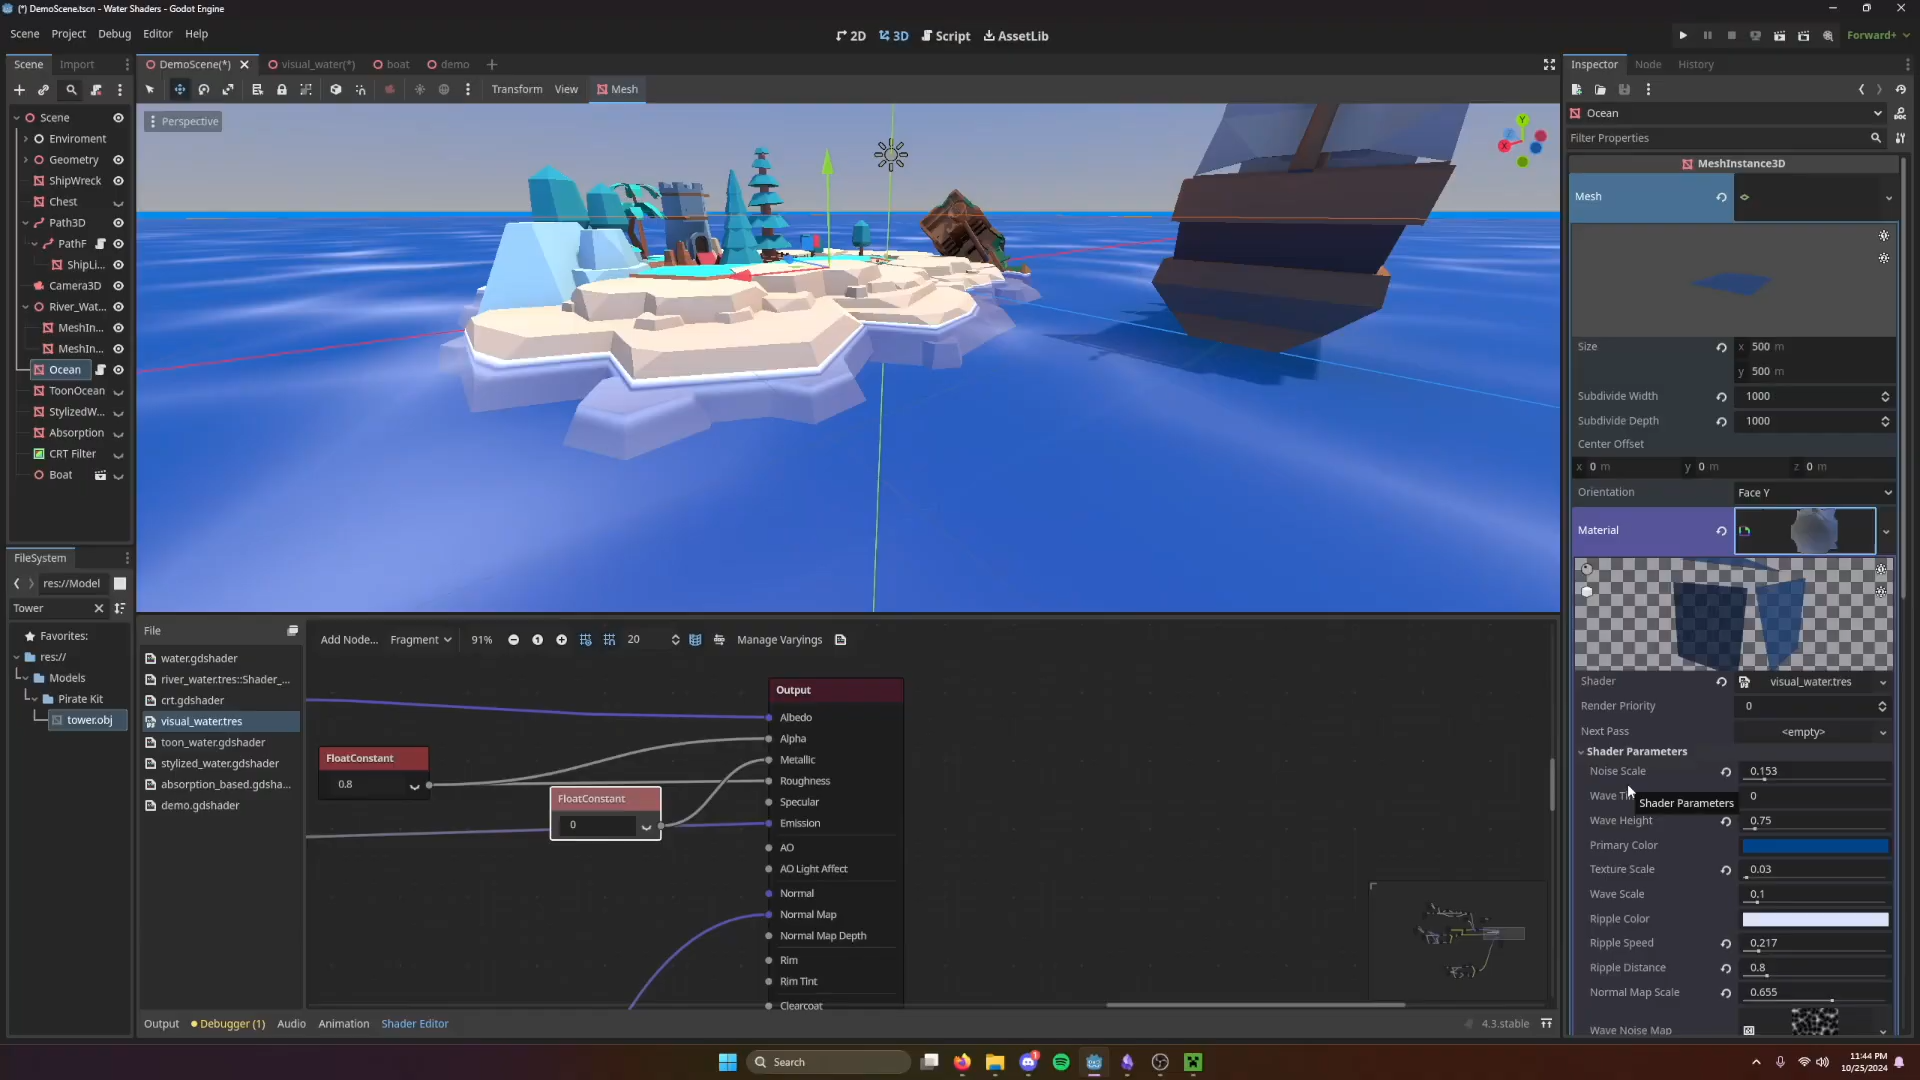 (*) DemoScene.tscn - Water Shaders - Godot Engine
Scene Project Debug Editor Help
2D 3D Script AssetLib
Forward+
Scene Import
DemoScene(*) visual_water(*) boat demo
Inspector Node History
Transform View Mesh
Ocean
Filter Properties
Perspective
Y
X
Scene
Enviroment
Geometry
ShipWreck
Chest
Path3D
PathF
ShipLi...
Camera3D
River_Wat...
MeshIn...
MeshIn...
Ocean
ToonOcean
StylizedW...
Absorption
CRT Filter
Boat
MeshInstance3D
Mesh
Size x 500 m
y 500 m
Subdivide Width 1000
Subdivide Depth 1000
Center Offset
x 0 m y 0 m z 0 m
Orientation Face Y
Material
Shader visual_water.tres
Render Priority 0
Next Pass <empty>
Shader Parameters
Noise Scale 0.153
Wave Ti 0
Shader Parameters
Wave Height 0.75
Primary Color
Texture Scale 0.03
Wave Scale 0.1
Ripple Color
Ripple Speed 0.217
Ripple Distance 0.8
Normal Map Scale 0.655
Wave Noise Map
FileSystem
res://Model
Tower
Favorites:
res://
Models
Pirate Kit
tower.obj
File
water.gdshader
river_water.tres::Shader_...
crt.gdshader
visual_water.tres
toon_water.gdshader
stylized_water.gdshader
absorption_based.gdsha...
demo.gdshader
Add Node... Fragment 91% 1 20 Manage Varyings
FloatConstant
0.8
FloatConstant
0
Output
Albedo
Alpha
Metallic
Roughness
Specular
Emission
AO
AO Light Affect
Normal
Normal Map
Normal Map Depth
Rim
Rim Tint
Clearcoat
Output Debugger (1) Audio Animation Shader Editor
4.3.stable
Search
11:44 PM
10/25/2024